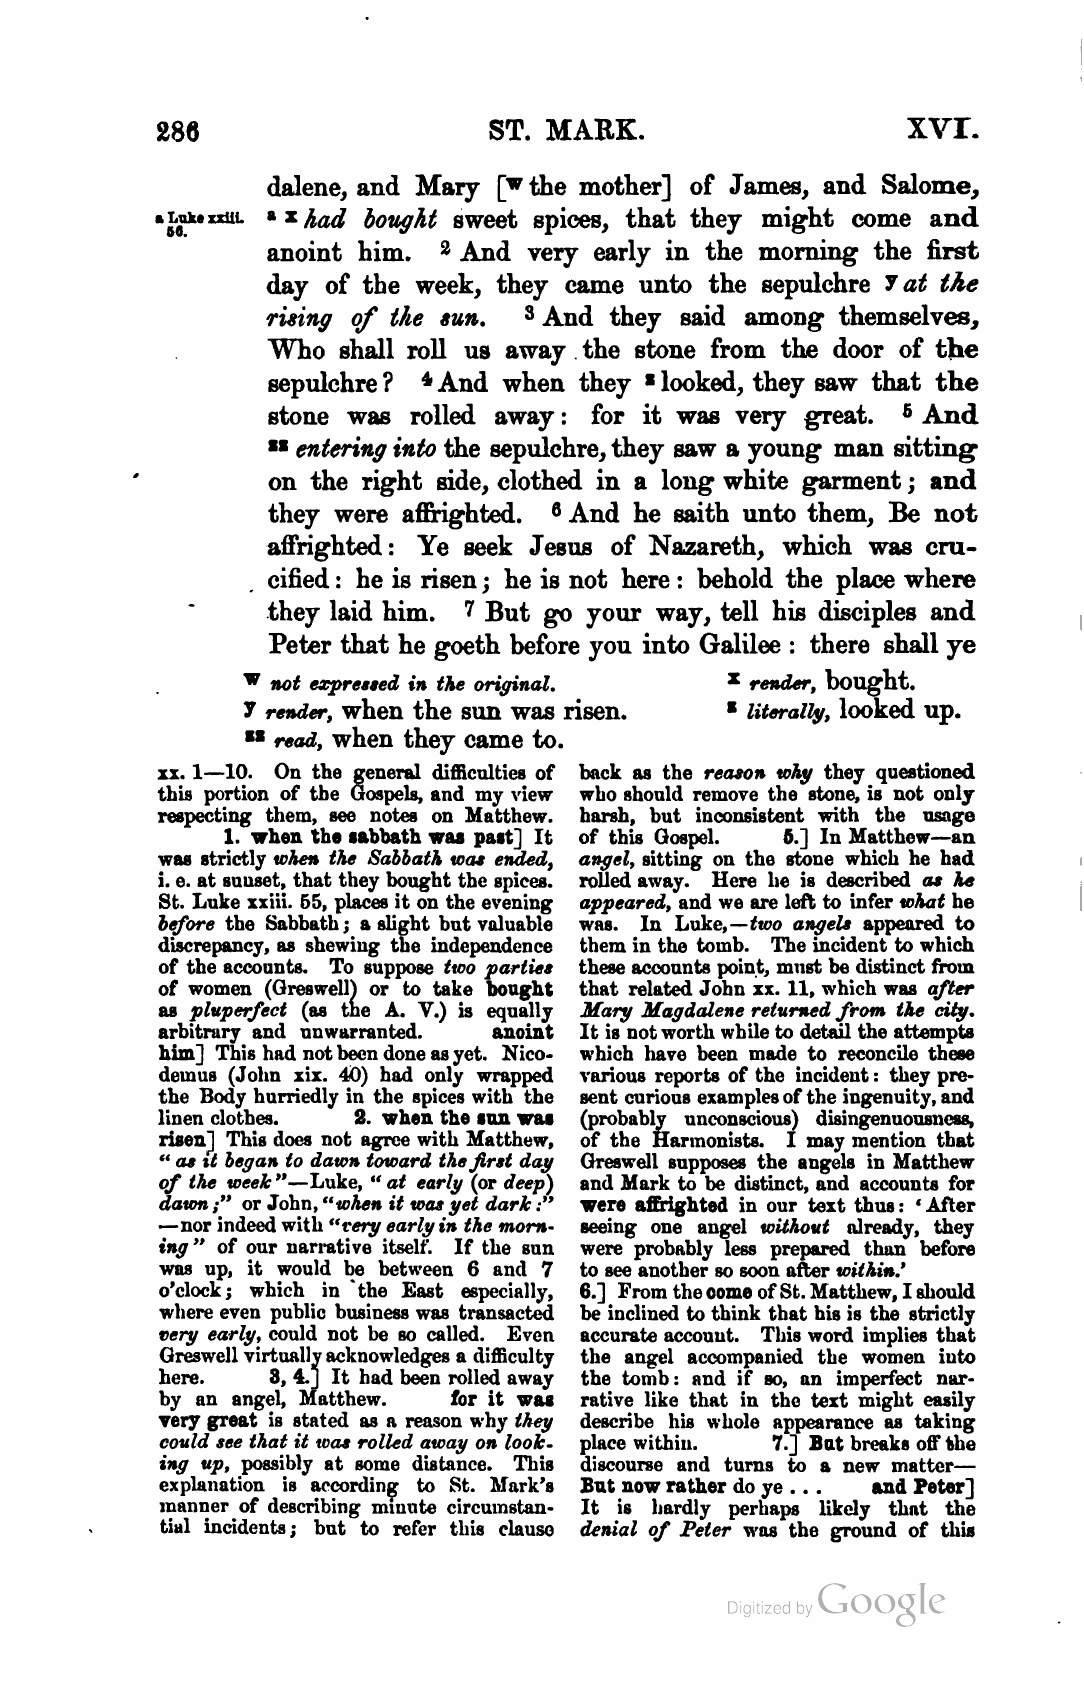 286 ST. MARK. XVI.
dalene, and Mary [w the mother] of James, and Salome,
a Luke xxiii. 56.
a x had bought sweet spices, that they might come and
anoint him. 2 And very early in the morning the first
day of the week, they came unto the sepulchre y at the
rising of the sun. 3 And they said among themselves,
Who shall roll us away the stone from the door of the
sepulchre? 4 And when they z looked, they saw that the
stone was rolled away: for it was very great. 5 And
zz entering into the sepulchre, they saw a young man sitting
on the right side, clothed in a long white garment; and
they were affrighted. 6 And he saith unto them, Be not
affrighted: Ye seek Jesus of Nazareth, which was cru-
cified: he is risen; he is not here: behold the place where
they laid him. 7 But go your way, tell his disciples and
Peter that he goeth before you into Galilee: there shall ye
w not expressed in the original. x render, bought.
y render, when the sun was risen. z literally, looked up.
zz read, when they came to.
xx. 1—10. On the general difficulties of
this portion of the Gospels, and my view
respecting them, see notes on Matthew.
1. when the sabbath was past] It
was strictly when the Sabbath was ended,
i. e. at sunset, that they bought the spices.
St. Luke xxiii. 55, places it on the evening
before the Sabbath; a slight but valuable
discrepancy, as shewing the independence
of the accounts. To suppose two parties
of women (Greswell) or to take bought
as pluperfect (as the A. V.) is equally
arbitrary and unwarranted. anoint
him] This had not been done as yet. Nico-
demus (John xix. 40) had only wrapped
the Body hurriedly in the spices with the
linen clothes. 2. when the sun was
risen] This does not agree with Matthew,
"as it began to dawn toward the first day
of the week"—Luke, "at early (or deep)
dawn;" or John, "when it was yet dark:"
—nor indeed with "very early in the morn-
ing" of our narrative itself. If the sun
was up, it would be between 6 and 7
o'clock; which in the East especially,
where even public business was transacted
very early, could not be so called. Even
Greswell virtually acknowledges a difficulty
here. 3, 4.] It had been rolled away
by an angel, Matthew. for it was
very great is stated as a reason why they
could see that it was rolled away on look-
ing up, possibly at some distance. This
explanation is according to St. Mark's
manner of describing minute circumstan-
tial incidents; but to refer this clause
back as the reason why they questioned
who should remove the stone, is not only
harsh, but inconsistent with the usage
of this Gospel. 5.] In Matthew—an
angel, sitting on the stone which he had
rolled away. Here he is described as he
appeared, and we are left to infer what he
was. In Luke,—two angels appeared to
them in the tomb. The incident to which
these accounts point, must be distinct from
that related John xx. 11, which was after
Mary Magdalene returned from the city.
It is not worth while to detail the attempts
which have been made to reconcile these
various reports of the incident: they pre-
sent curious examples of the ingenuity, and
(probably unconscious) disingenuousness,
of the Harmonists. I may mention that
Greswell supposes the angels in Matthew
and Mark to be distinct, and accounts for
were affrighted in our text thus: 'After
seeing one angel without already, they
were probably less prepared than before
to see another so soon after within.'
6.] From the come of St. Matthew, I should
be inclined to think that his is the strictly
accurate account. This word implies that
the angel accompanied the women into
the tomb: and if so, an imperfect nar-
rative like that in the text might easily
describe his whole appearance as taking
place within. 7.] But breaks off the
discourse and turns to a new matter—
But now rather do ye . . . and Peter]
It is hardly perhaps likely that the
denial of Peter was the ground of this
Digitized by Google